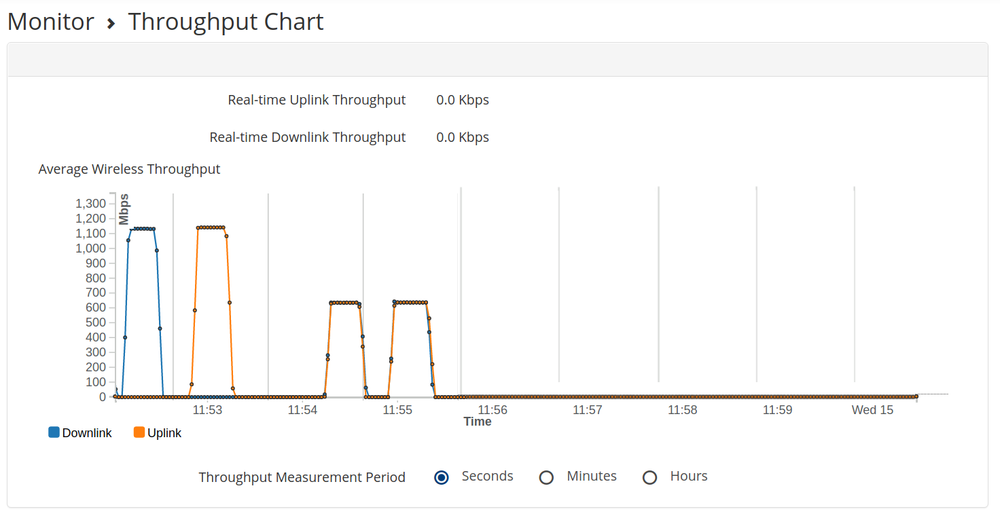 Monitor › Throughput Chart
Real-time Uplink Throughput 0.0 Kbps
Real-time Downlink Throughput 0.0 Kbps
Average Wireless Throughput
Mbps
1,300
1,200
1,100
1,000
900
800
700
600
500
400
300
200
100
0
11:53 11:54 11:55 11:56 11:57 11:58 11:59 Wed 15
Time
Downlink Uplink
Throughput Measurement Period Seconds Minutes Hours